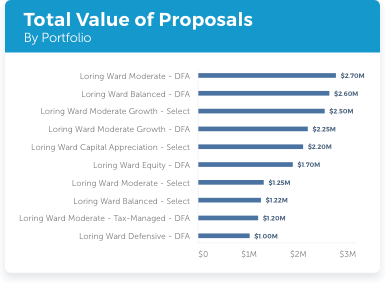 Total Value of Proposals
By Portfolio
Loring Ward Moderate - DFA $2.70M
Loring Ward Balanced - DFA $2.60M
Loring Ward Moderate Growth - Select $2.50M
Loring Ward Moderate Growth - DFA $2.25M
Loring Ward Capital Appreciation - Select $2.20M
Loring Ward Equity - DFA $1.70M
Loring Ward Moderate - Select $1.25M
Loring Ward Balanced - Select $1.22M
Loring Ward Moderate - Tax-Managed - DFA $1.20M
Loring Ward Defensive - DFA $1.00M
$0 $1M $2M $3M